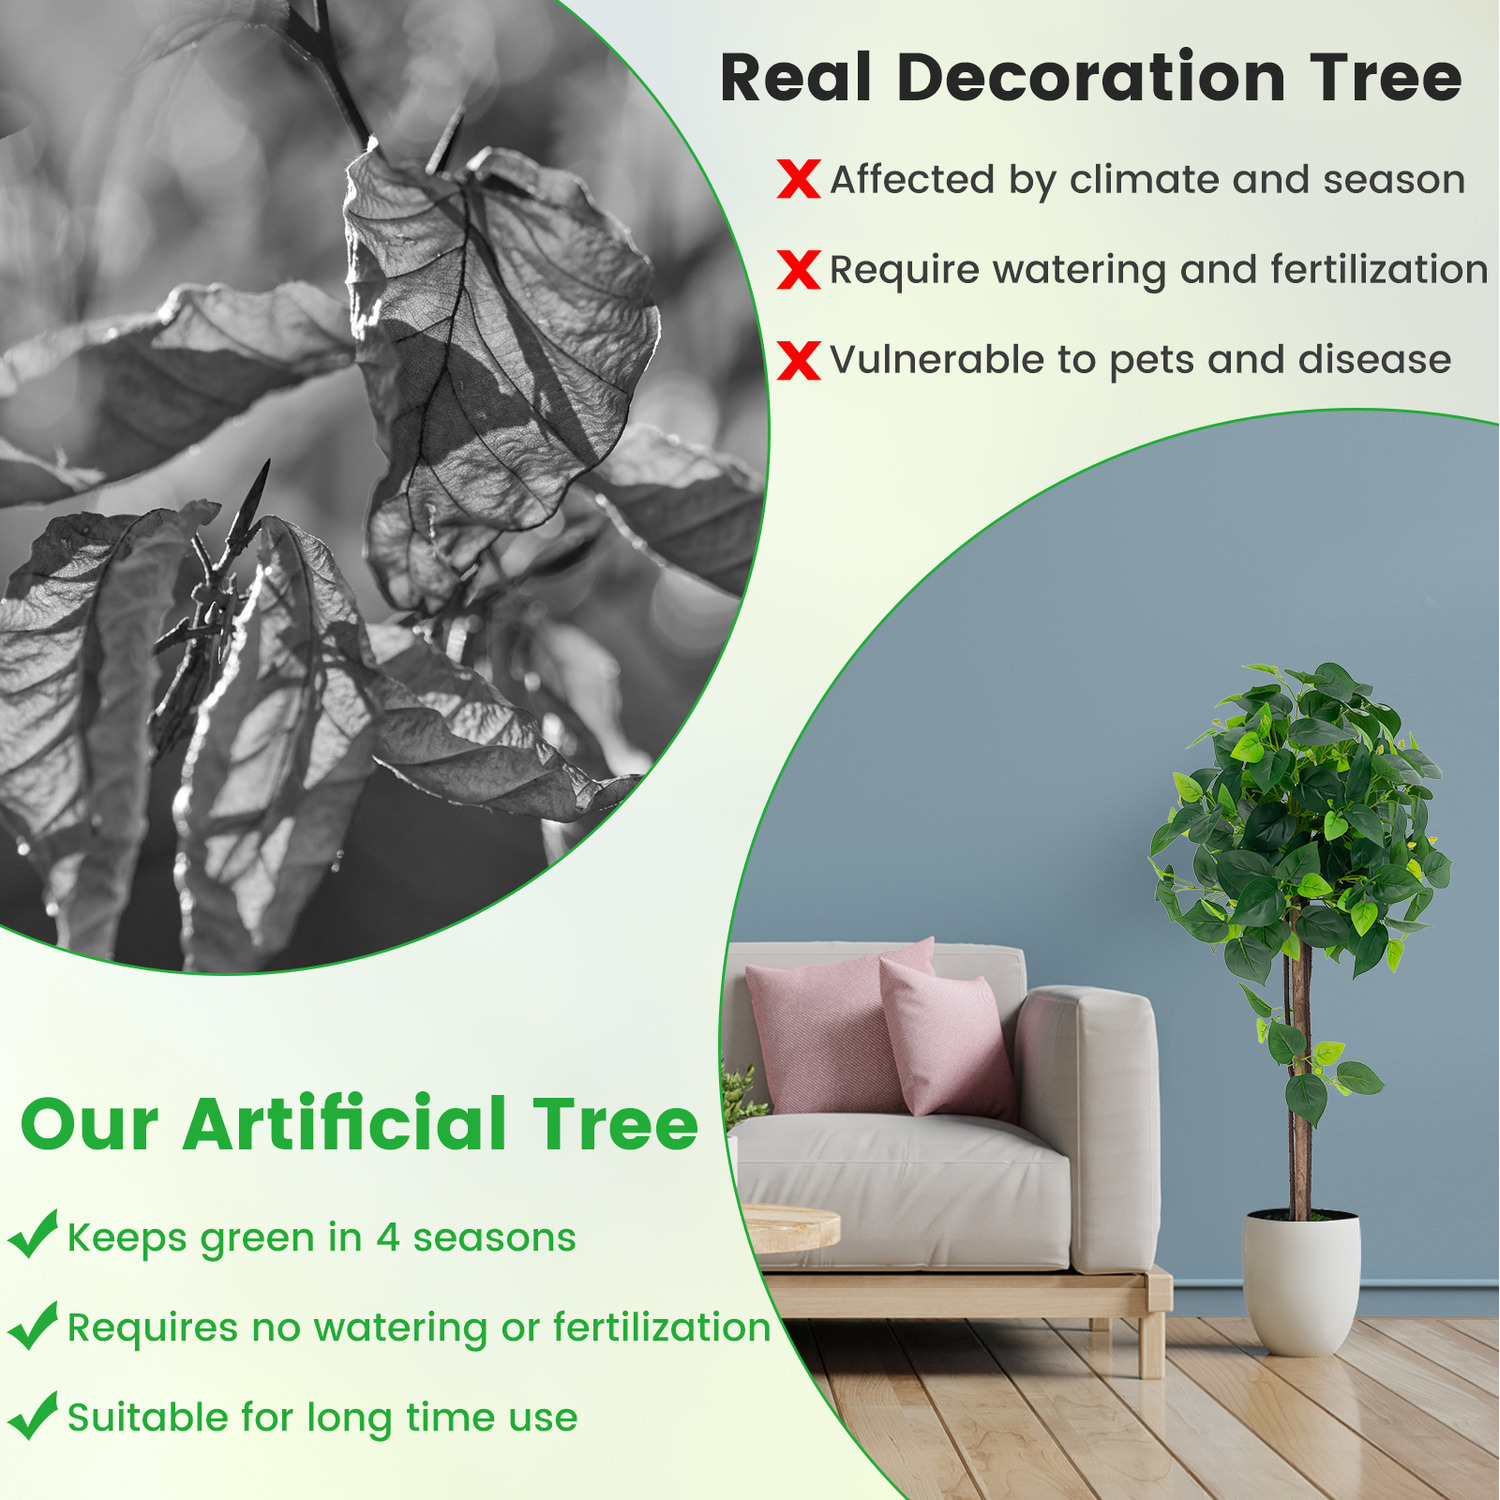 Real Decoration Tree
Affected by climate and season
Require watering and fertilization
Vulnerable to pets and disease
Our Artificial Tree
Keeps green in 4 seasons
Requires no watering or fertilization
Suitable for long time use